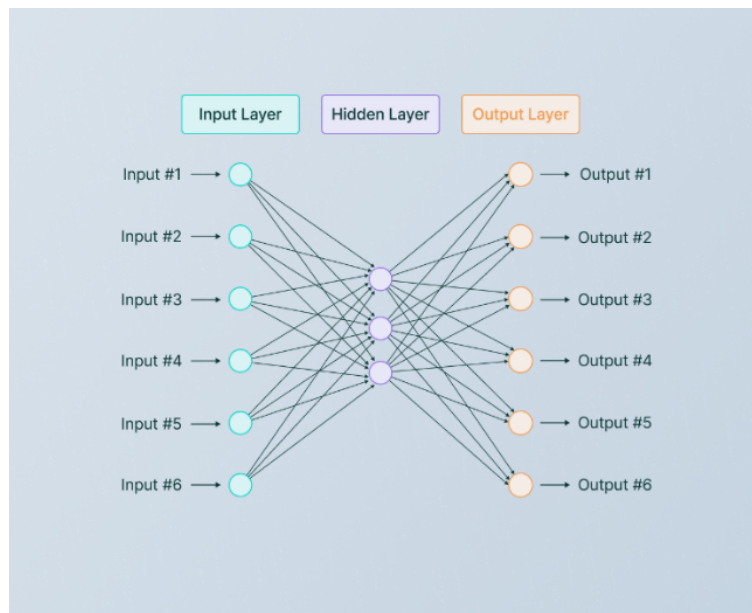 Input Layer
Hidden Layer
Output Layer
Input #1
Output #1
Input #2
Output #2
Input #3
Output #3
Input #4
Output #4
Input #5
Output #5
Input #6
Output #6